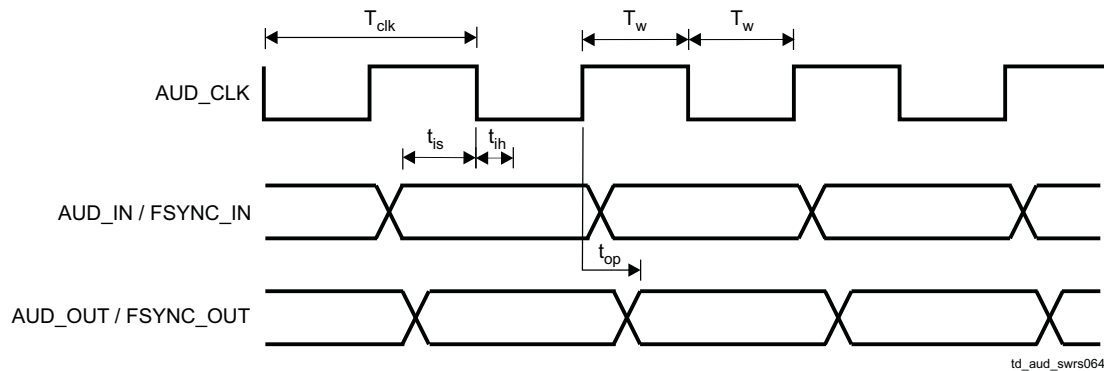 T_clk
T_w T_w
AUD_CLK
t_is t_ih
AUD_IN / FSYNC_IN
t_op
AUD_OUT / FSYNC_OUT
td_aud_swrs064